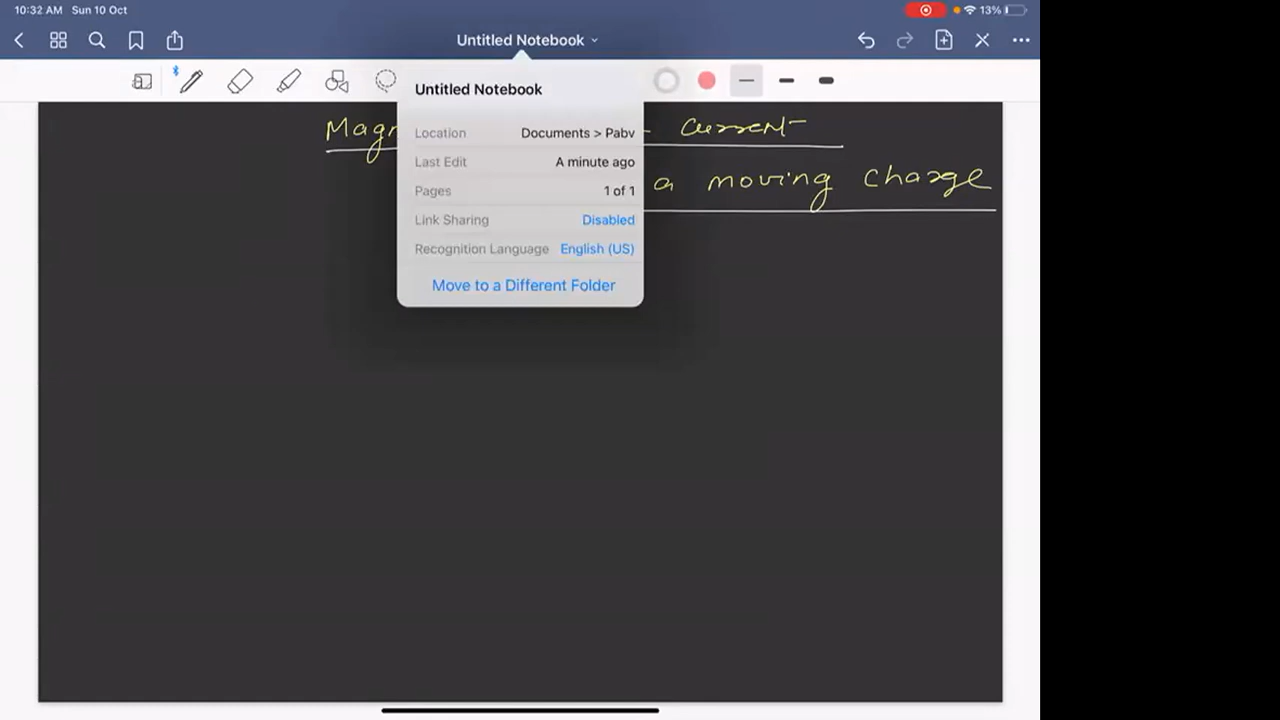 10:32 AM Sun 10 Oct
13%
Untitled Notebook
Untitled Notebook
Location Documents > Pabv
Last Edit A minute ago
Pages 1 of 1
Link Sharing Disabled
Recognition Language English (US)
Move to a Different Folder
Magn current
a moving charge